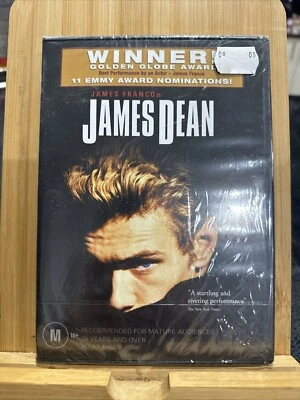 WINNER!
GOLDEN GLOBE AWARD
Best Performance by an Actor - James Franco
11 EMMY AWARD NOMINATIONS!
JAMES FRANCO IS
JAMES DEAN
"A startling and
riveting performance"
The New York Times
M
15+
RECOMMENDED FOR MATURE AUDIENCES
15 YEARS AND OVER